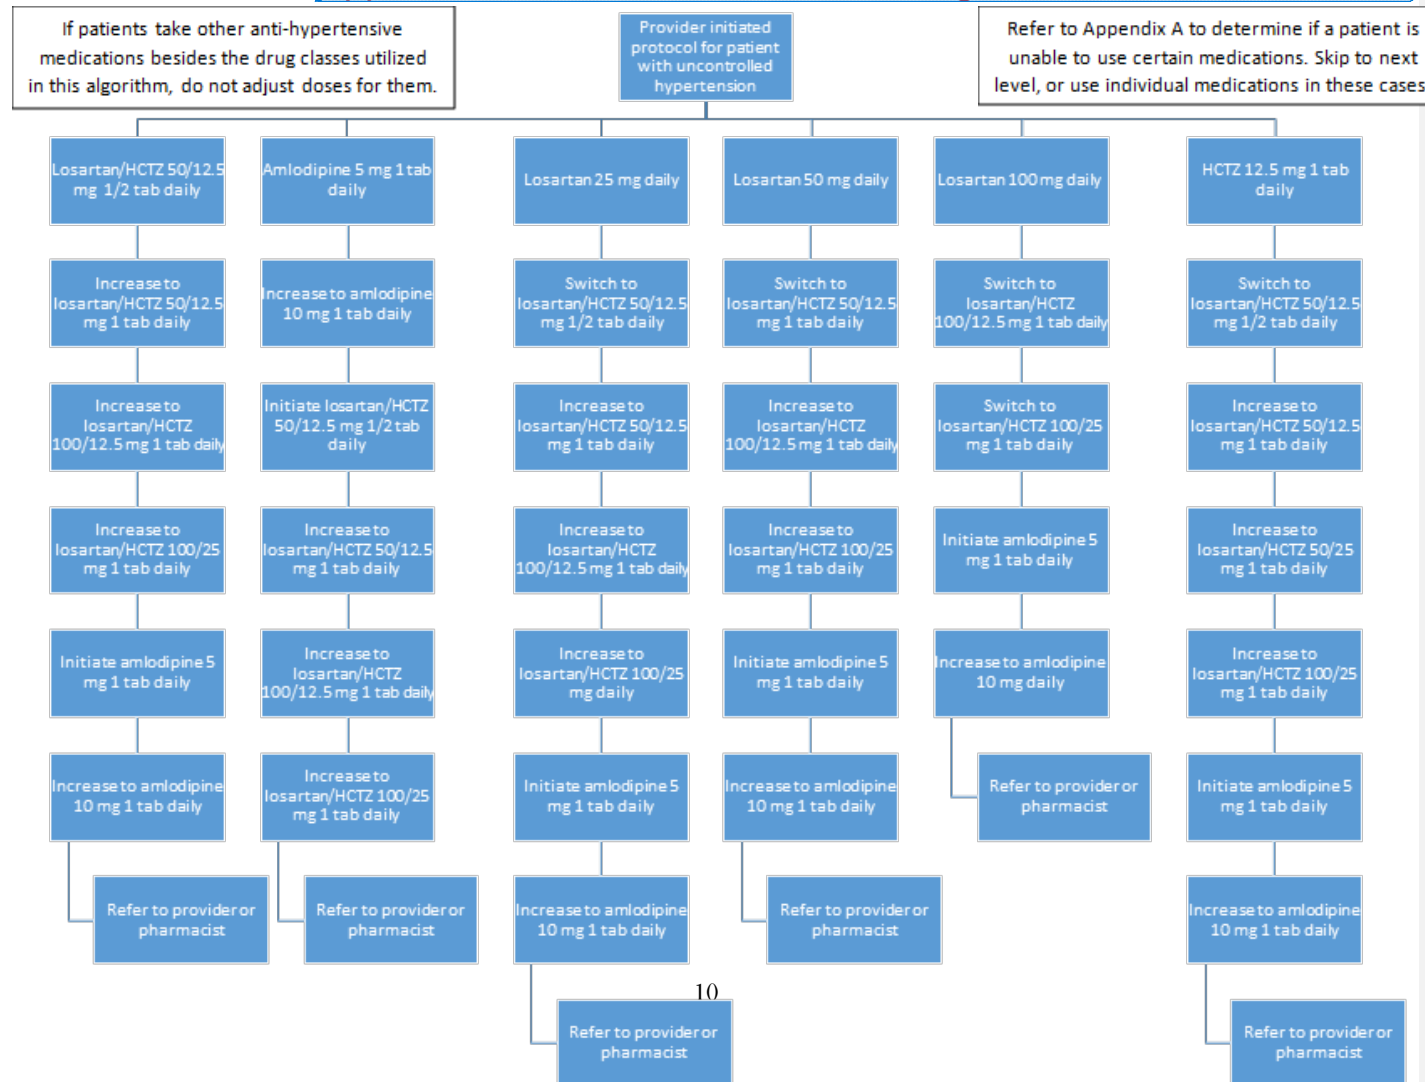 If patients take other anti-hypertensive
medications besides the drug classes utilized
in this algorithm, do not adjust doses for them.
Provider initiated
protocol for patient
with uncontrolled
hypertension
Refer to Appendix A to determine if a patient is
unable to use certain medications. Skip to next
level, or use individual medications in these cases
Losartan/HCTZ 50/12.5
mg 1/2 tab daily
Increase to
losartan/HCTZ 50/12.5
mg 1 tab daily
Increase to
losartan/HCTZ
100/12.5 mg 1 tab daily
Increase to
losartan/HCTZ 100/25
mg 1 tab daily
Initiate amlodipine 5
mg 1 tab daily
Increase to amlodipine
10 mg 1 tab daily
Refer to provider or
pharmacist
Amlodipine 5 mg 1 tab
daily
Increase to amlodipine
10 mg 1 tab daily
Initiate losartan/HCTZ
50/12.5 mg 1/2 tab
daily
Increase to
losartan/HCTZ 50/12.5
mg 1 tab daily
Increase to
losartan/HCTZ
100/12.5 mg 1 tab daily
Increase to
losartan/HCTZ 100/25
mg 1 tab daily
Refer to provider or
pharmacist
Losartan 25 mg daily
Switch to
losartan/HCTZ 50/12.5
mg 1/2 tab daily
Increase to
losartan/HCTZ 50/12.5
mg 1 tab daily
Increase to
losartan/HCTZ
100/12.5 mg 1 tab daily
Increase to
losartan/HCTZ 100/25
mg daily
Initiate amlodipine 5
mg 1 tab daily
Increase to amlodipine
10 mg 1 tab daily
Refer to provider or
pharmacist
Losartan 50 mg daily
Switch to
losartan/HCTZ 50/12.5
mg 1 tab daily
Increase to
losartan/HCTZ
100/12.5 mg 1 tab daily
Increase to
losartan/HCTZ 100/25
mg 1 tab daily
Initiate amlodipine 5
mg 1 tab daily
Increase to amlodipine
10 mg 1 tab daily
Refer to provider or
pharmacist
Losartan 100 mg daily
Switch to
losartan/HCTZ
100/12.5 mg 1 tab daily
Switch to
losartan/HCTZ 100/25
mg 1 tab daily
Initiate amlodipine 5
mg 1 tab daily
Increase to amlodipine
10 mg daily
Refer to provider or
pharmacist
HCTZ 12.5 mg 1 tab
daily
Switch to
losartan/HCTZ 50/12.5
mg 1/2 tab daily
Increase to
losartan/HCTZ 50/12.5
mg 1 tab daily
Increase to
losartan/HCTZ 50/25
mg 1 tab daily
Increase to
losartan/HCTZ 100/25
mg 1 tab daily
Initiate amlodipine 5
mg 1 tab daily
Increase to amlodipine
10 mg 1 tab daily
Refer to provider or
pharmacist
10